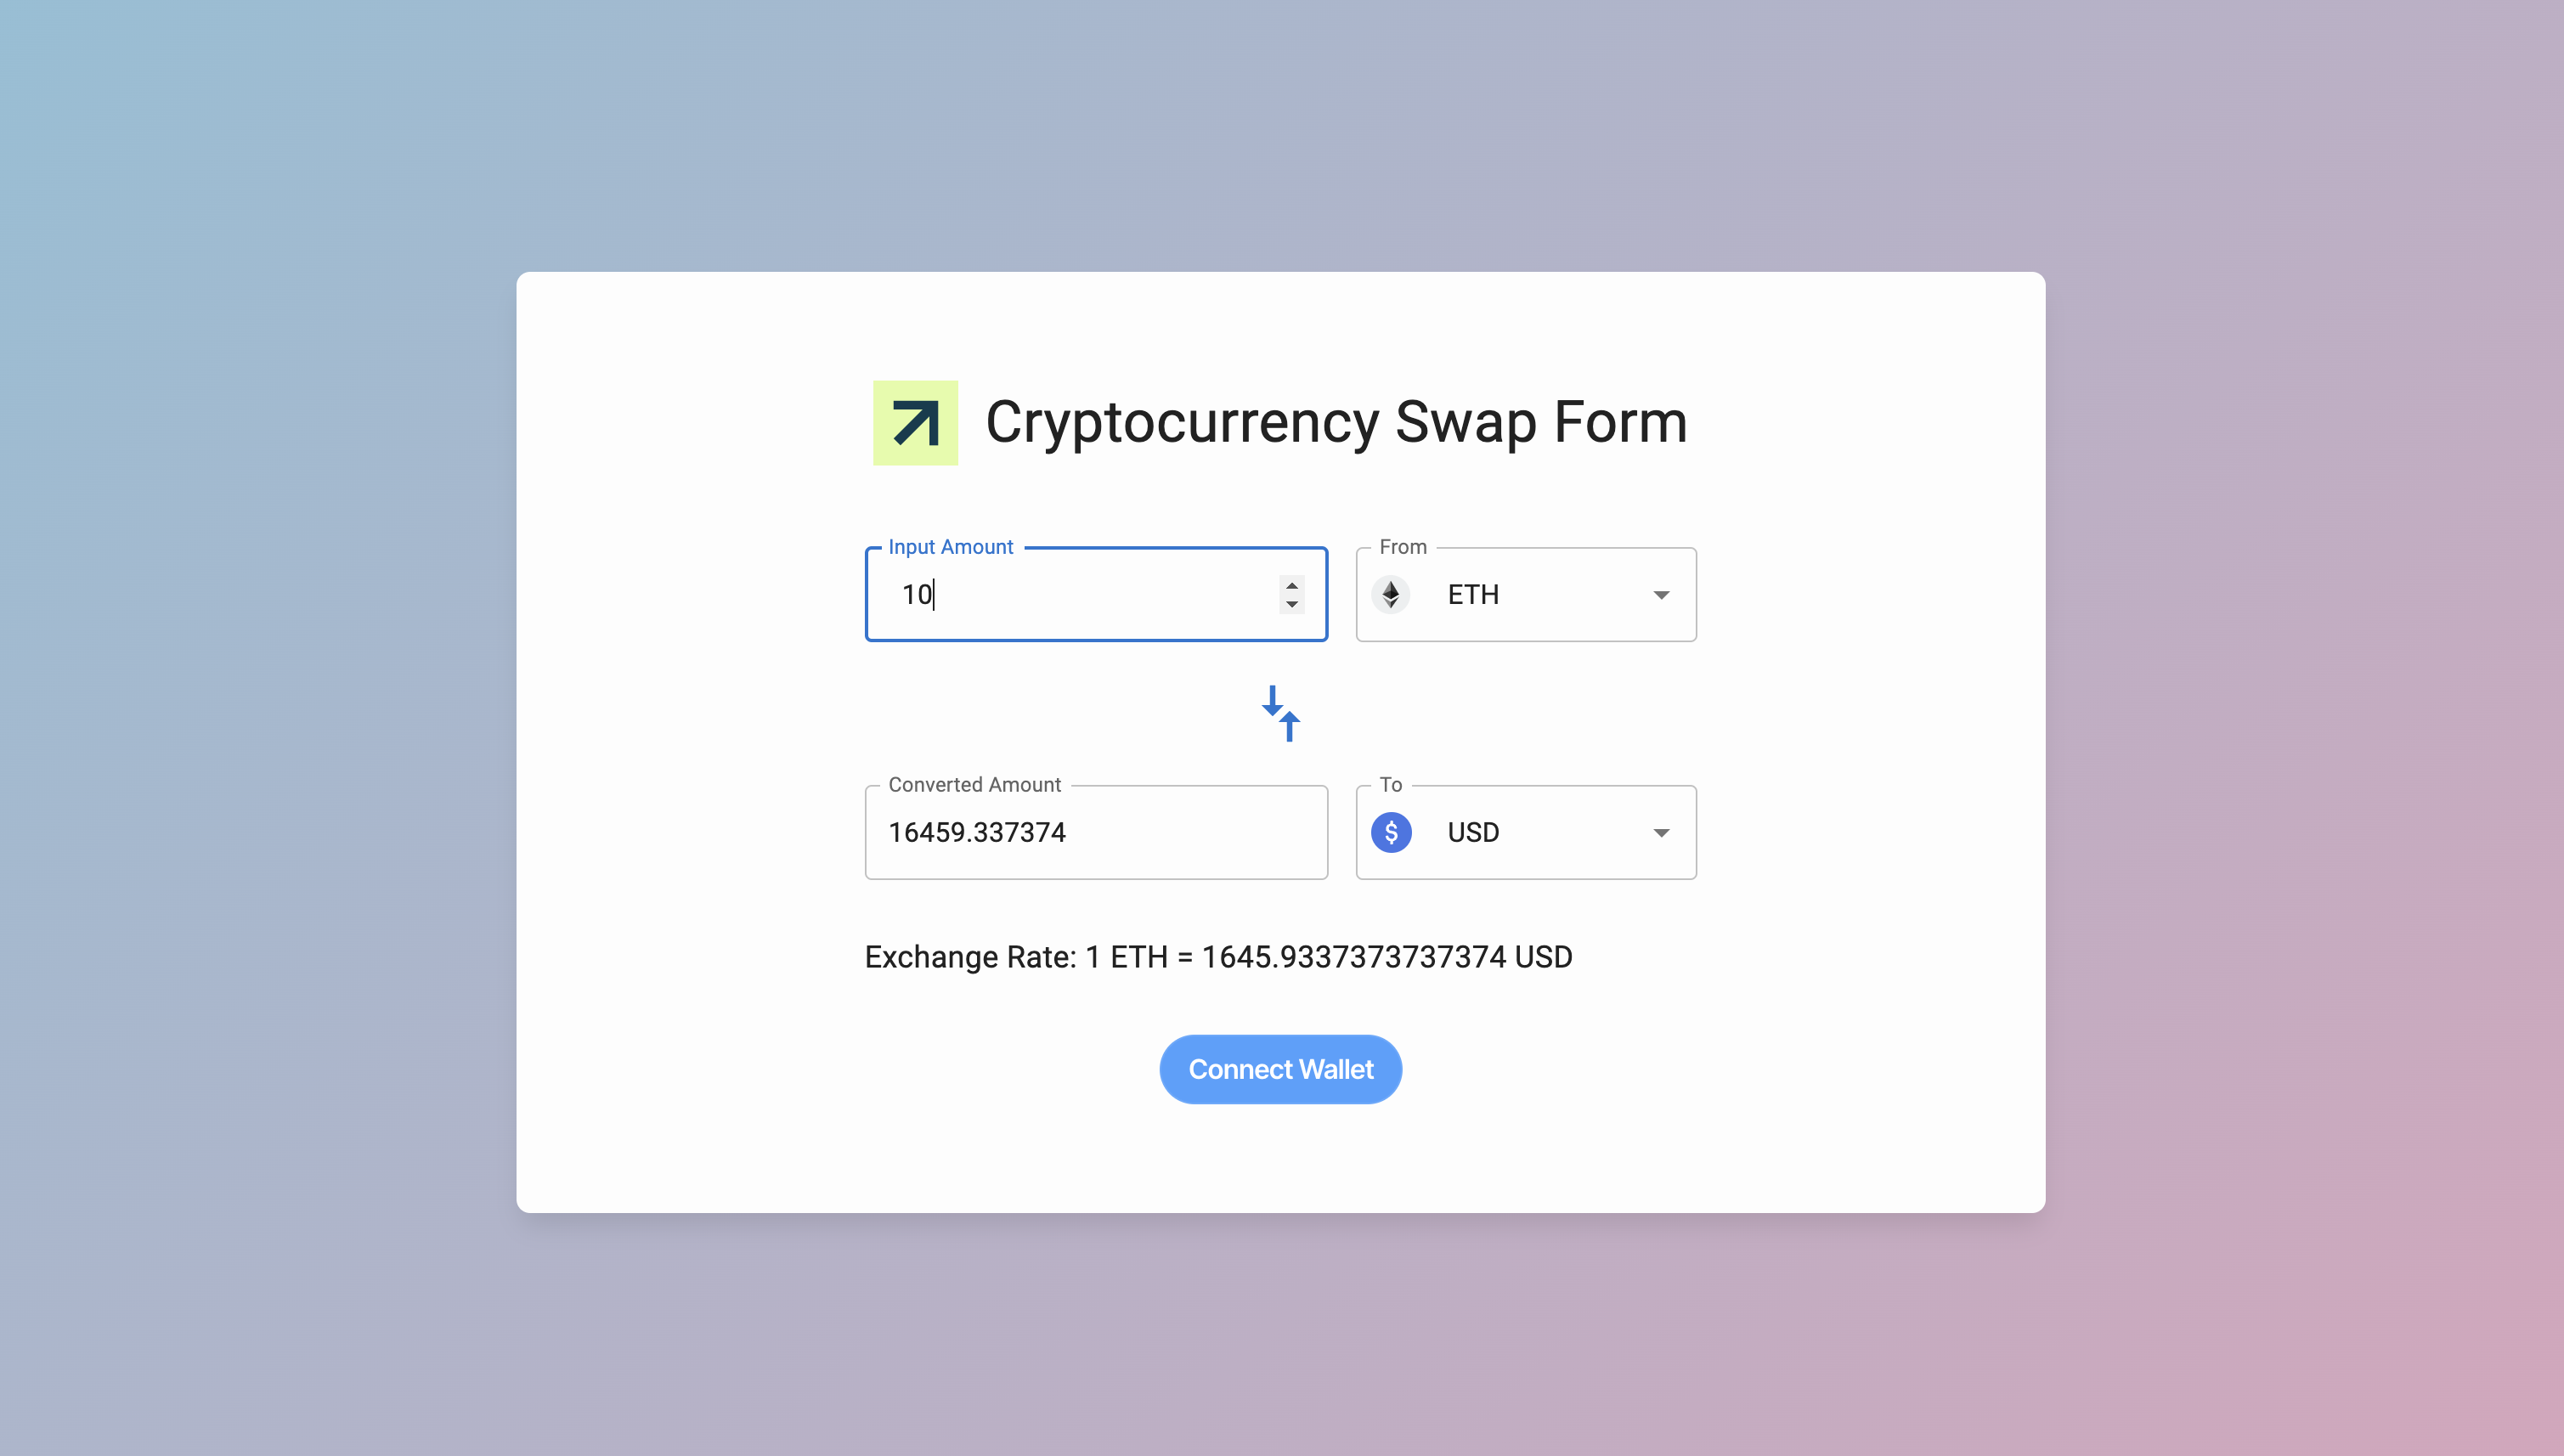 Cryptocurrency Swap Form
Input Amount
10
From
ETH
Converted Amount
16459.337374
To
$
USD
Exchange Rate: 1 ETH = 1645.9337373737374 USD
Connect Wallet